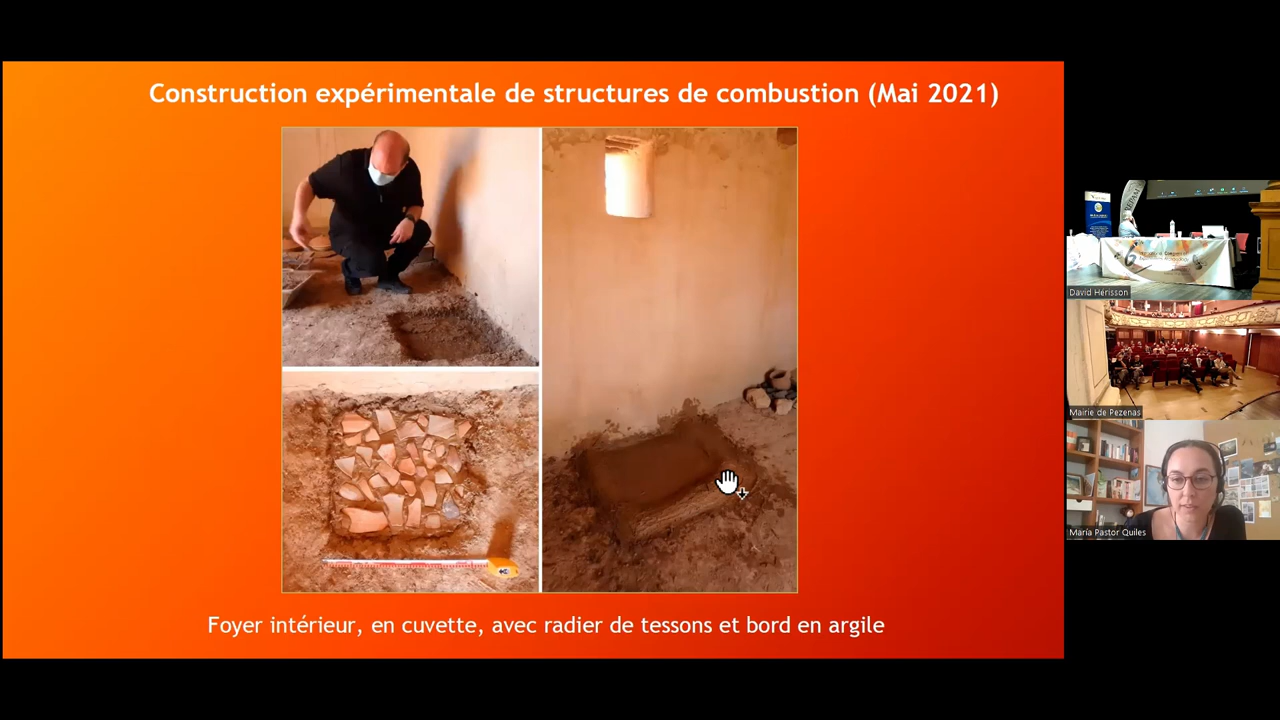 Construction expérimentale de structures de combustion (Mai 2021)
Foyer intérieur, en cuvette, avec radier de tessons et bord en argile
David Hérisson
Mairie de Pezenas
María Pastor Quiles